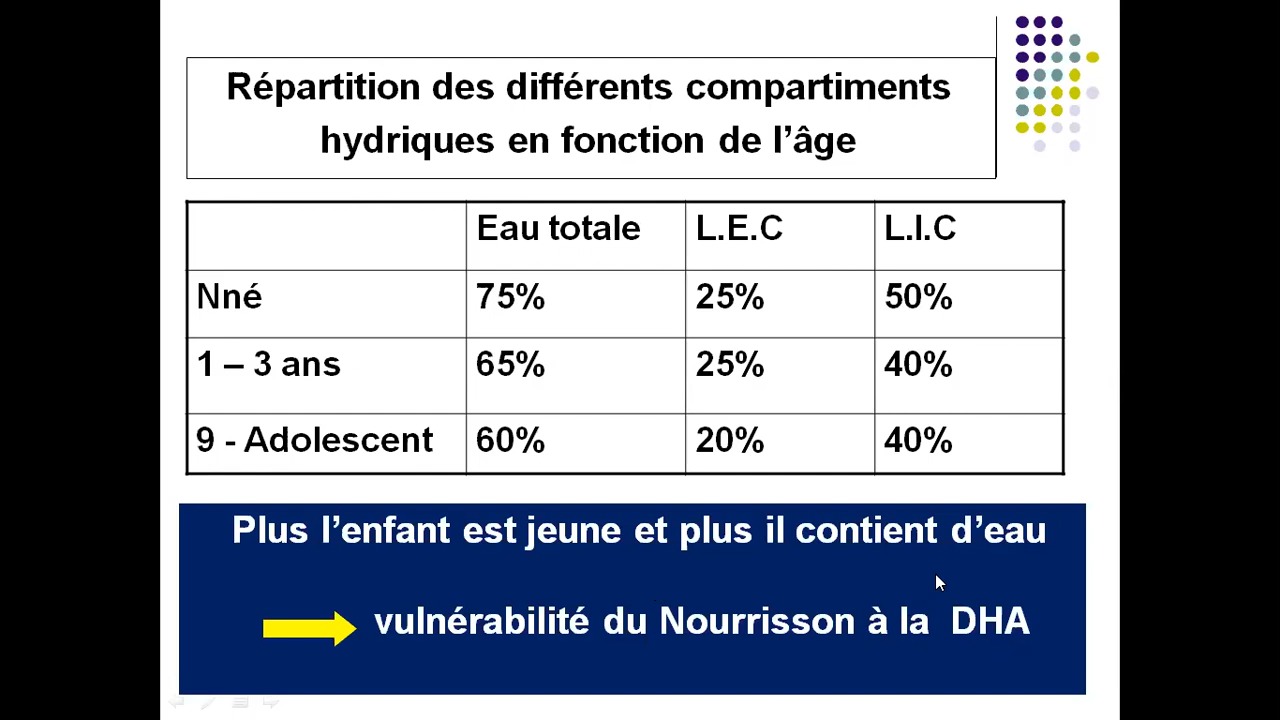 Répartition des différents compartiments
hydriques en fonction de l’âge
Eau totale L.E.C L.I.C
Nné 75% 25% 50%
1 – 3 ans 65% 25% 40%
9 - Adolescent 60% 20% 40%
Plus l’enfant est jeune et plus il contient d’eau
vulnérabilité du Nourrisson à la DHA